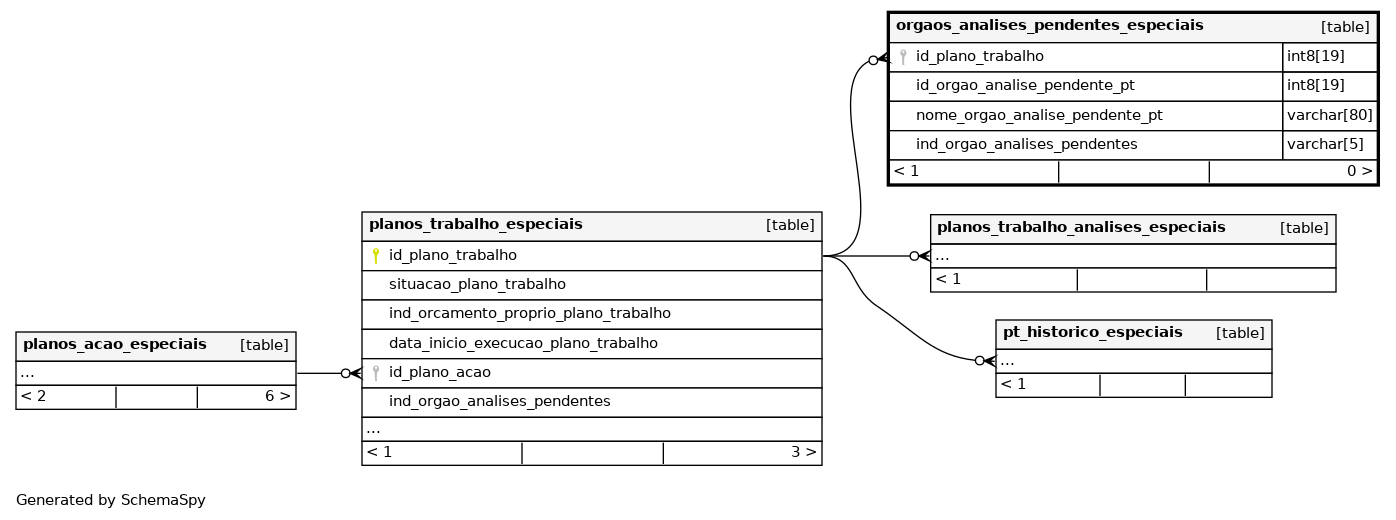 orgaos_analises_pendentes_especiais [table]
id_plano_trabalho int8[19]
id_orgao_analise_pendente_pt int8[19]
nome_orgao_analise_pendente_pt varchar[80]
ind_orgao_analises_pendentes varchar[5]
< 1 0 >
planos_trabalho_especiais [table]
id_plano_trabalho
situacao_plano_trabalho
ind_orcamento_proprio_plano_trabalho
data_inicio_execucao_plano_trabalho
id_plano_acao
ind_orgao_analises_pendentes
...
< 1 3 >
planos_trabalho_analises_especiais [table]
...
< 1
pt_historico_especiais [table]
...
< 1
planos_acao_especiais [table]
...
< 2 6 >
Generated by SchemaSpy